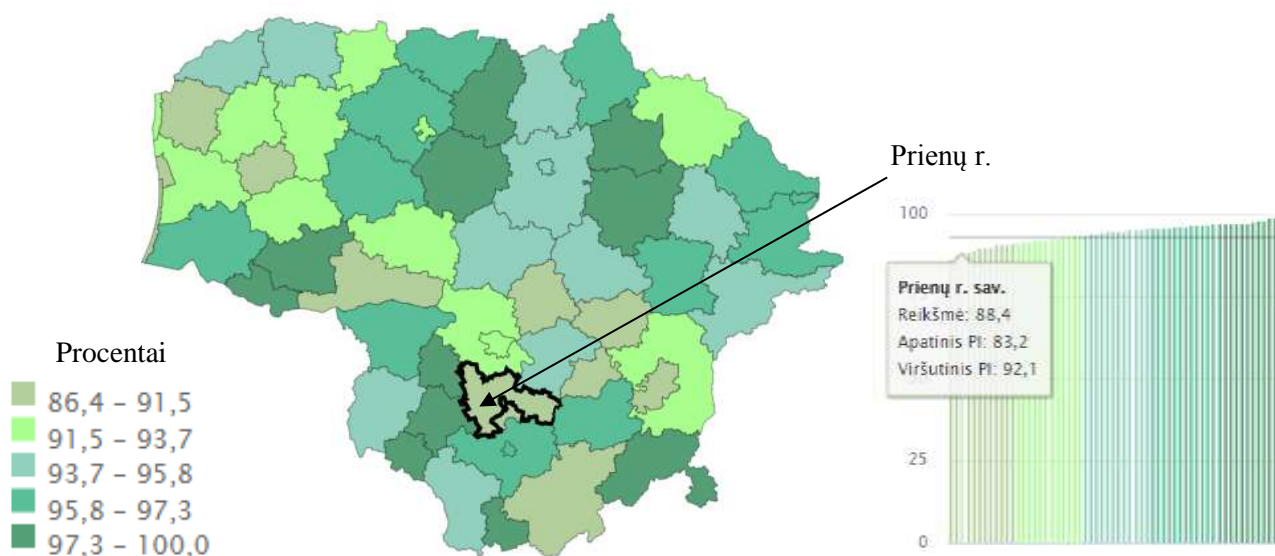 Prienų r.
Procentai
86,4 – 91,5
91,5 – 93,7
93,7 – 95,8
95,8 – 97,3
97,3 – 100,0
100
Prienų r. sav.
Reikšmė: 88,4
Apatinis PI: 83,2
Viršutinis PI: 92,1
25
0